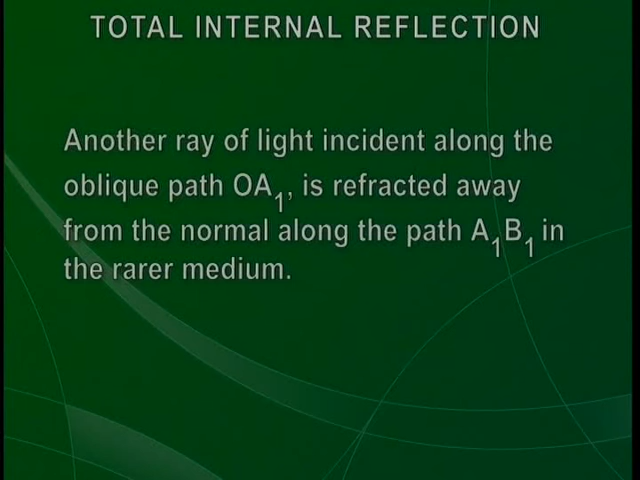 TOTAL INTERNAL REFLECTION
Another ray of light incident along the
oblique path OA₁, is refracted away
from the normal along the path A₁B₁ in
the rarer medium.